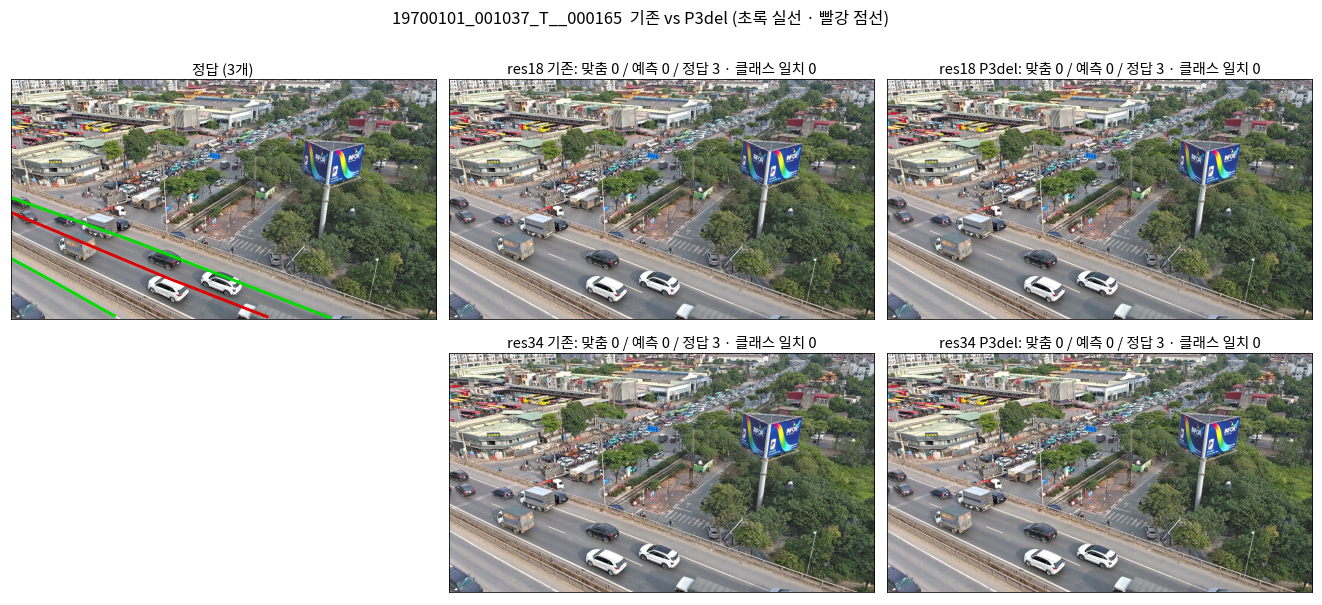 19700101_001037_T__000165  기존 vs P3del (초록 실선 · 빨강 점선)
정답 (3개)
res18 기존: 맞춤 0 / 예측 0 / 정답 3 · 클래스 일치 0
res18 P3del: 맞춤 0 / 예측 0 / 정답 3 · 클래스 일치 0
res34 기존: 맞춤 0 / 예측 0 / 정답 3 · 클래스 일치 0
res34 P3del: 맞춤 0 / 예측 0 / 정답 3 · 클래스 일치 0